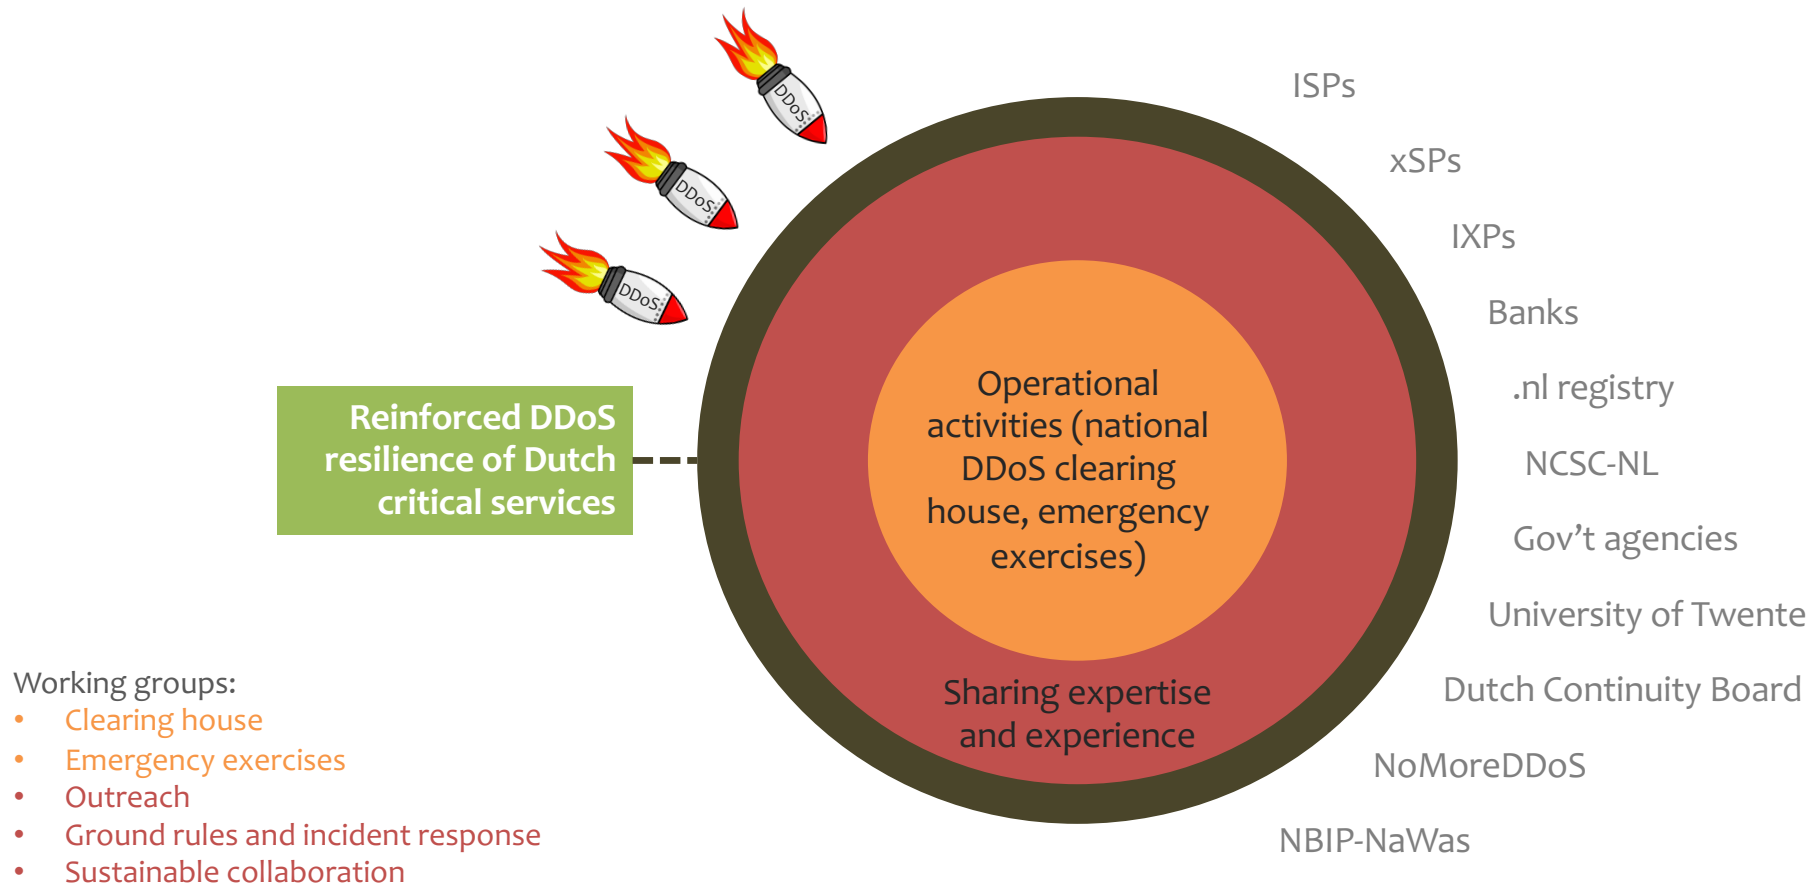 DDoS
DDoS
DDoS
Reinforced DDoS
resilience of Dutch
critical services
Operational
activities (national
DDoS clearing
house, emergency
exercises)
Sharing expertise
and experience
ISPs
xSPs
IXPs
Banks
.nl registry
NCSC-NL
Gov’t agencies
University of Twente
Dutch Continuity Board
NoMoreDDoS
NBIP-NaWas
Working groups:
• Clearing house
• Emergency exercises
• Outreach
• Ground rules and incident response
• Sustainable collaboration